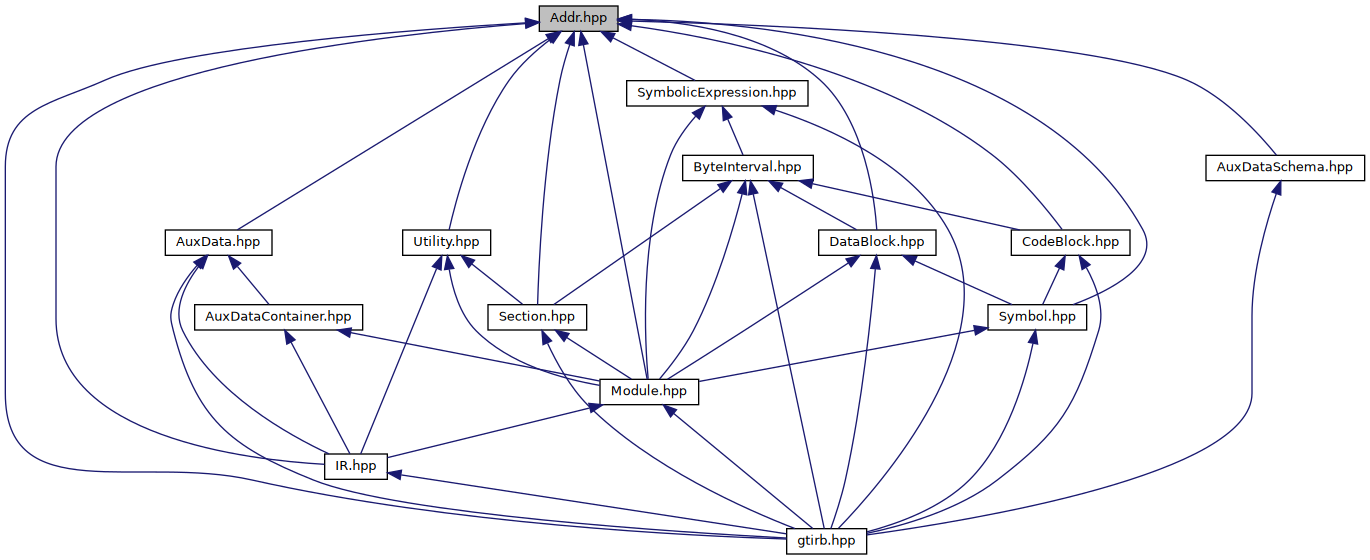 Addr.hpp
SymbolicExpression.hpp
ByteInterval.hpp
AuxDataSchema.hpp
AuxData.hpp
Utility.hpp
DataBlock.hpp
CodeBlock.hpp
AuxDataContainer.hpp
Section.hpp
Symbol.hpp
Module.hpp
IR.hpp
gtirb.hpp